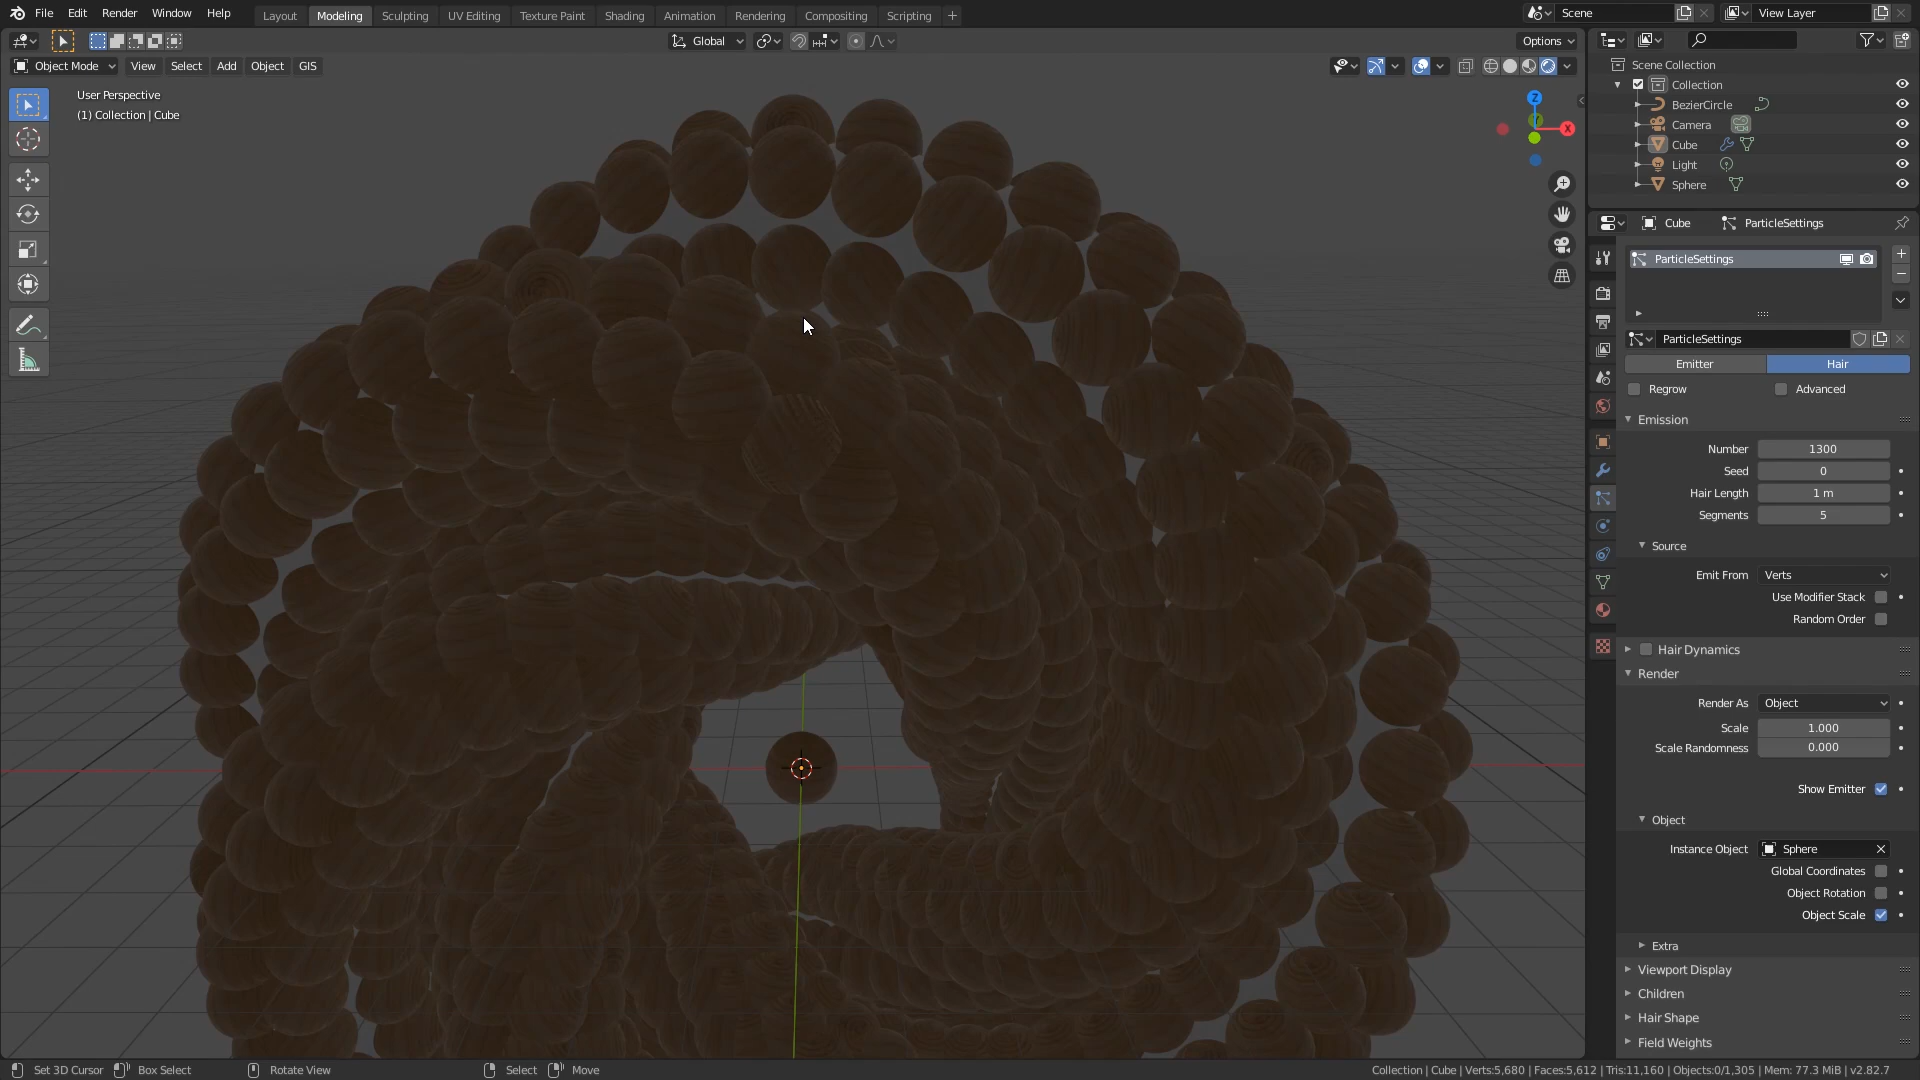 File Edit Render Window Help Layout Modeling Sculpting UV Editing Texture Paint Shading Animation Rendering Compositing Scripting + Scene View Layer
Global Options
Object Mode View Select Add Object GIS
User Perspective
(1) Collection | Cube
Z
X
Scene Collection
Collection
BezierCircle
Camera
Cube
Light
Sphere
Cube ParticleSettings
ParticleSettings
ParticleSettings
Emitter Hair
Regrow Advanced
Emission
Number 1300
Seed 0
Hair Length 1 m
Segments 5
Source
Emit From Verts
Use Modifier Stack
Random Order
Hair Dynamics
Render
Render As Object
Scale 1.000
Scale Randomness 0.000
Show Emitter
Object
Instance Object Sphere
Global Coordinates
Object Rotation
Object Scale
Extra
Viewport Display
Children
Hair Shape
Field Weights
Set 3D Cursor Box Select Rotate View Select Move Collection | Cube | Verts:5,680 | Faces:5,612 | Tris:11,160 | Objects:0/1,305 | Mem: 77.3 MiB | v2.82.7